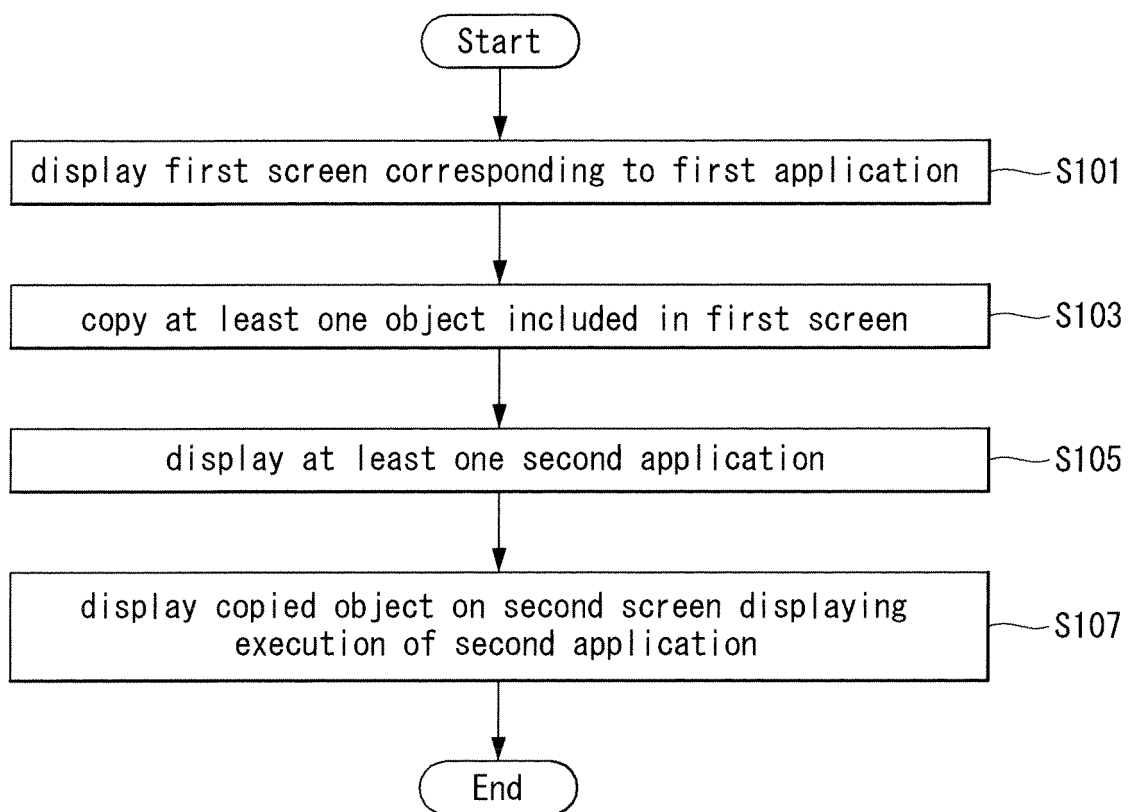 Start
display first screen corresponding to first application
S101
copy at least one object included in first screen
S103
display at least one second application
S105
display copied object on second screen displaying
execution of second application
S107
End